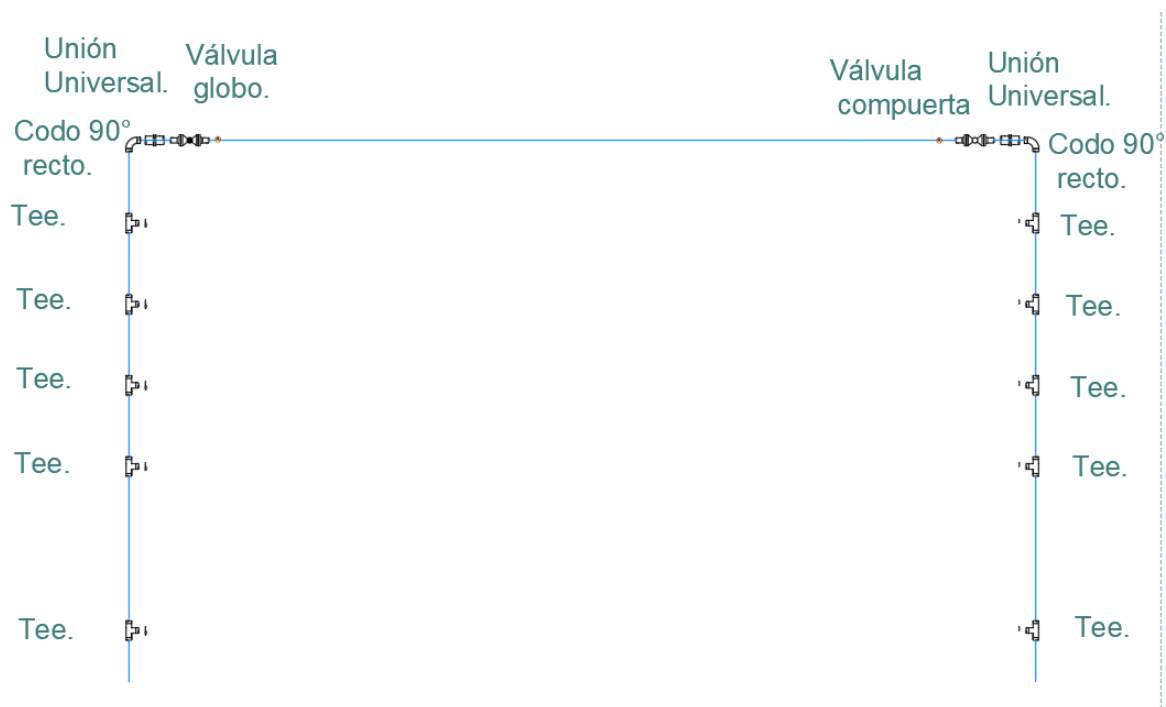 Unión
Universal.
Válvula
globo.
Válvula
compuerta
Unión
Universal.
Codo 90°
recto.
Codo 90°
recto.
Tee.
Tee.
Tee.
Tee.
Tee.
Tee.
Tee.
Tee.
Tee.
Tee.